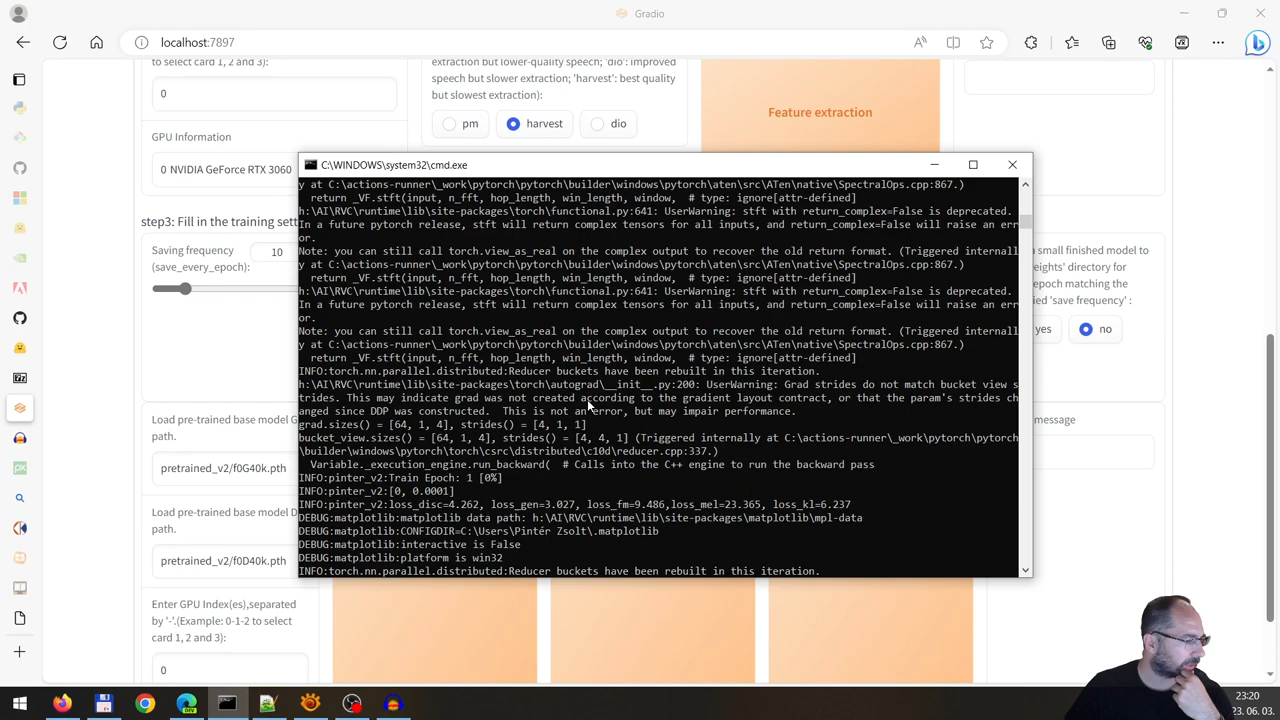 Gradio
localhost:7897
to select card 1, 2 and 3):
0
GPU Information
0 NVIDIA GeForce RTX 3060
extraction but lower-quality speech; 'dio': improved
speech but slower extraction; 'harvest': best quality
but slowest extraction):
pm
harvest
dio
Feature extraction
step3: Fill in the training sett
Saving frequency
(save_every_epoch):
10
C:\WINDOWS\system32\cmd.exe
y at C:\actions-runner\_work\pytorch\pytorch\builder\windows\pytorch\aten\src\ATen\native\SpectralOps.cpp:867.)
return _VF.stft(input, n_fft, hop_length, win_length, window,  # type: ignore[attr-defined]
h:\AI\RVC\runtime\lib\site-packages\torch\functional.py:641: UserWarning: stft with return_complex=False is deprecated.
In a future pytorch release, stft will return complex tensors for all inputs, and return_complex=False will raise an err
or.
Note: you can still call torch.view_as_real on the complex output to recover the old return format. (Triggered internall
y at C:\actions-runner\_work\pytorch\pytorch\builder\windows\pytorch\aten\src\ATen\native\SpectralOps.cpp:867.)
return _VF.stft(input, n_fft, hop_length, win_length, window,  # type: ignore[attr-defined]
h:\AI\RVC\runtime\lib\site-packages\torch\functional.py:641: UserWarning: stft with return_complex=False is deprecated.
In a future pytorch release, stft will return complex tensors for all inputs, and return_complex=False will raise an err
or.
Note: you can still call torch.view_as_real on the complex output to recover the old return format. (Triggered internall
y at C:\actions-runner\_work\pytorch\pytorch\builder\windows\pytorch\aten\src\ATen\native\SpectralOps.cpp:867.)
return _VF.stft(input, n_fft, hop_length, win_length, window,  # type: ignore[attr-defined]
INFO:torch.nn.parallel.distributed:Reducer buckets have been rebuilt in this iteration.
h:\AI\RVC\runtime\lib\site-packages\torch\autograd\__init__.py:200: UserWarning: Grad strides do not match bucket view s
trides. This may indicate grad was not created according to the gradient layout contract, or that the param's strides ch
anged since DDP was constructed.  This is not an error, but may impair performance.
grad.sizes() = [64, 1, 4], strides() = [4, 1, 1]
bucket_view.sizes() = [64, 1, 4], strides() = [4, 4, 1] (Triggered internally at C:\actions-runner\_work\pytorch\pytorch
\builder\windows\pytorch\torch\csrc\distributed\c10d\reducer.cpp:337.)
Variable._execution_engine.run_backward(  # Calls into the C++ engine to run the backward pass
INFO:pinter_v2:Train Epoch: 1 [0%]
INFO:pinter_v2:[0, 0.0001]
INFO:pinter_v2:loss_disc=4.262, loss_gen=3.027, loss_fm=9.486,loss_mel=23.365, loss_kl=6.237
DEBUG:matplotlib:matplotlib data path: h:\AI\RVC\runtime\lib\site-packages\matplotlib\mpl-data
DEBUG:matplotlib:CONFIGDIR=C:\Users\Pintér Zsolt\.matplotlib
DEBUG:matplotlib:interactive is False
DEBUG:matplotlib:platform is win32
INFO:torch.nn.parallel.distributed:Reducer buckets have been rebuilt in this iteration.
a small finished model to
eights' directory for
epoch matching the
ied 'save frequency' :
yes
no
Load pre-trained base model G
path.
pretrained_v2/f0G40k.pth
message
Load pre-trained base model D
path.
pretrained_v2/f0D40k.pth
Enter GPU Index(es),separated
by '-'.(Example: 0-1-2 to select
card 1, 2 and 3):
0
DEV
23:20
23. 06. 03.